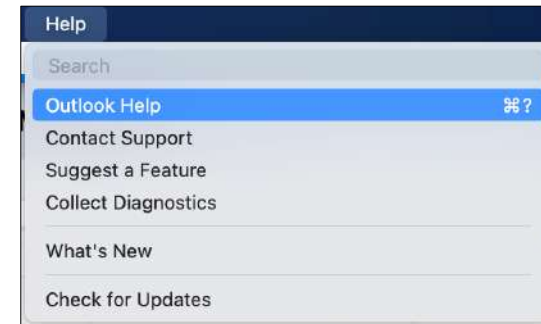 Help
Search
Outlook Help ⌘?
Contact Support
Suggest a Feature
Collect Diagnostics
What's New
Check for Updates